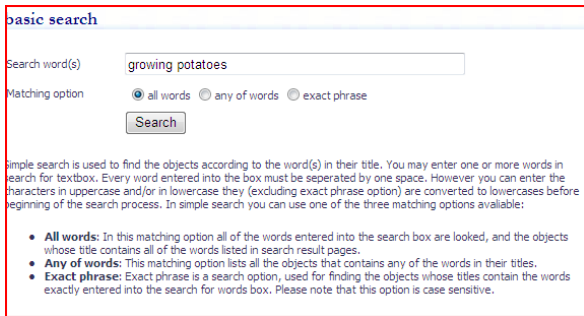 basic search
Search word(s) growing potatoes
Matching option all words any of words exact phrase
Search
Simple search is used to find the objects according to the word(s) in their title. You may enter one or more words in
search for textbox. Every word entered into the box must be seperated by one space. However you can enter the
characters in uppercase and/or in lowercase they (excluding exact phrase option) are converted to lowercases before
beginning of the search process. In simple search you can use one of the three matching options avaliable:
• All words: In this matching option all of the words entered into the search box are looked, and the objects
whose title contains all of the words listed in search result pages.
• Any of words: This matching option lists all the objects that contains any of the words in their titles.
• Exact phrase: Exact phrase is a search option, used for finding the objects whose titles contain the words
exactly entered into the search for words box. Please note that this option is case sensitive.